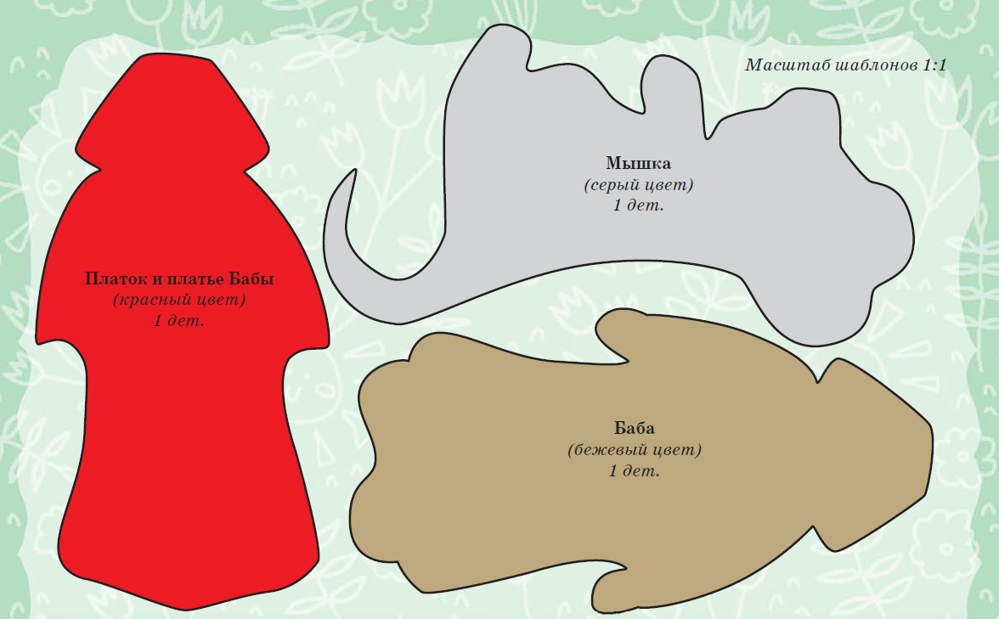 Масштаб шаблонов 1:1
Мышка
(серый цвет)
1 дет.
Платок и платье Бабы
(красный цвет)
1 дет.
Баба
(бежевый цвет)
1 дет.